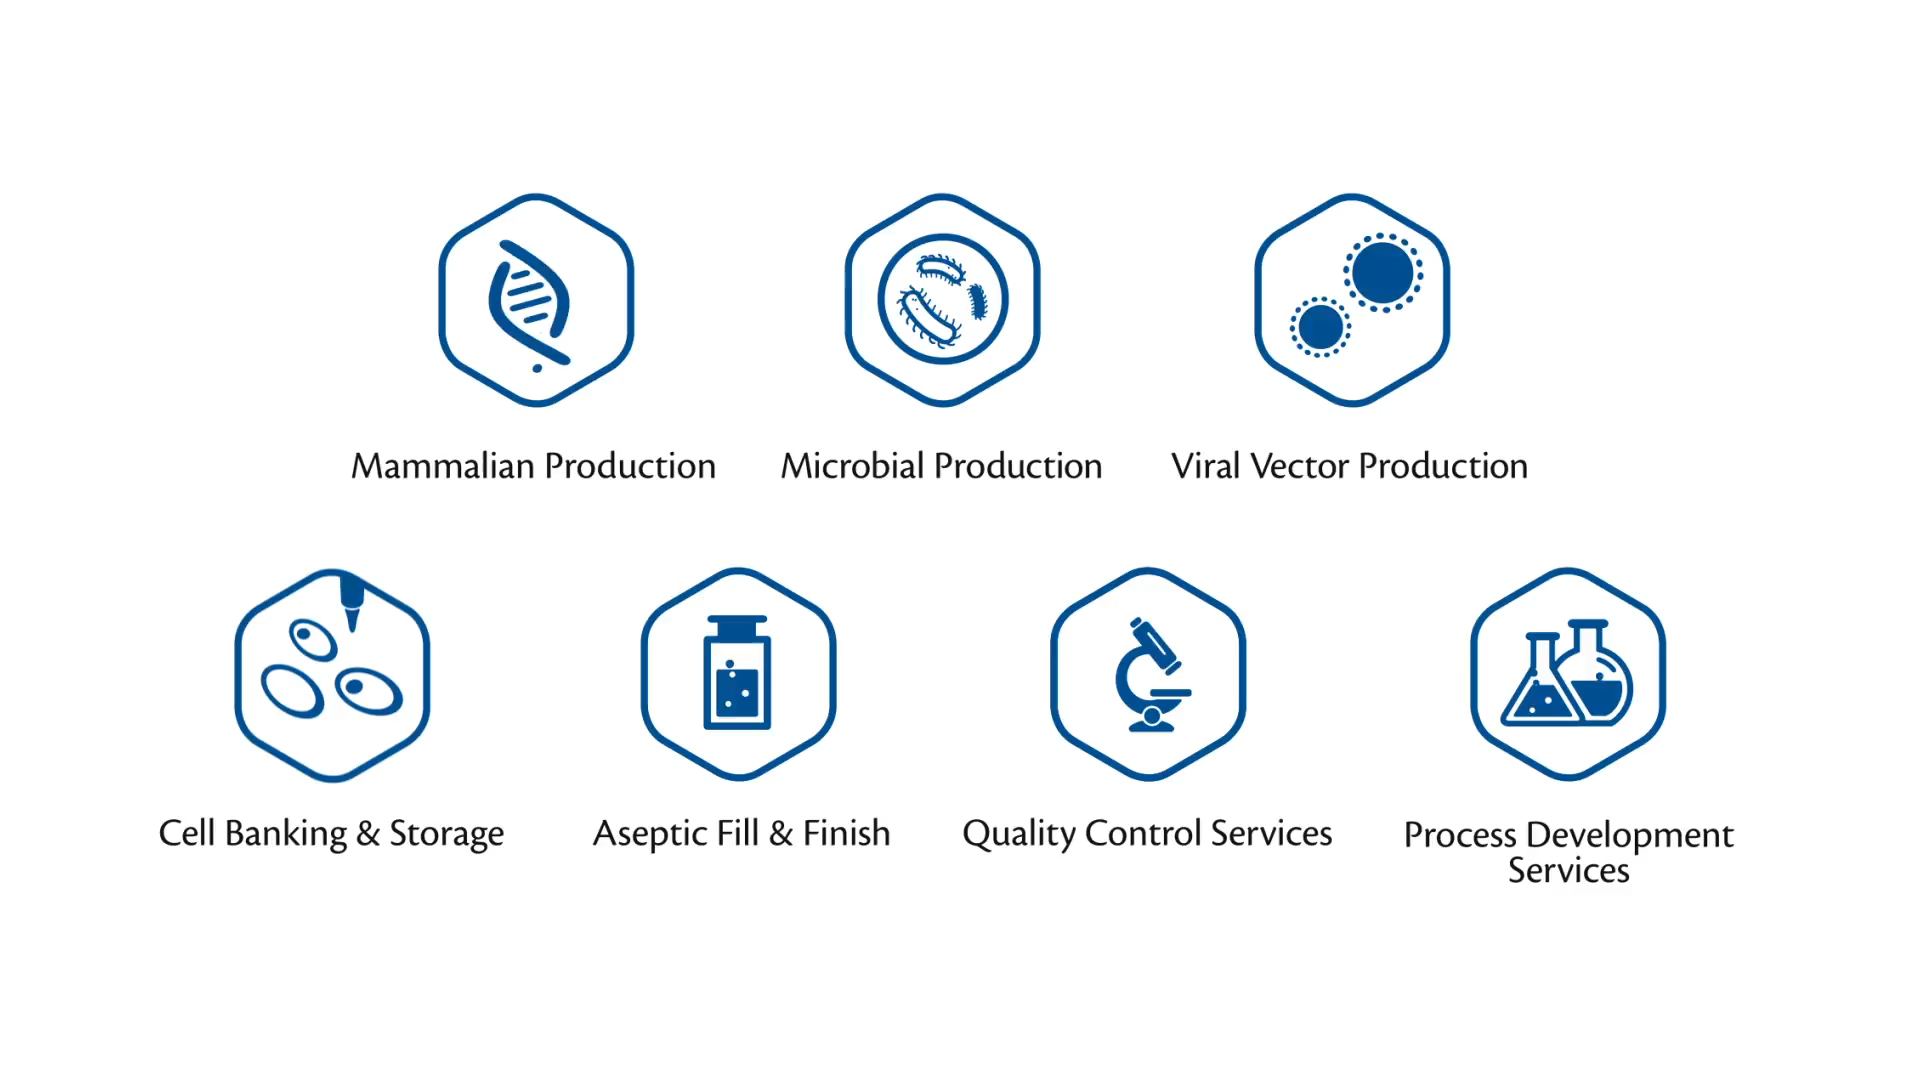 Mammalian Production
Microbial Production
Viral Vector Production
Cell Banking & Storage
Aseptic Fill & Finish
Quality Control Services
Process Development
Services